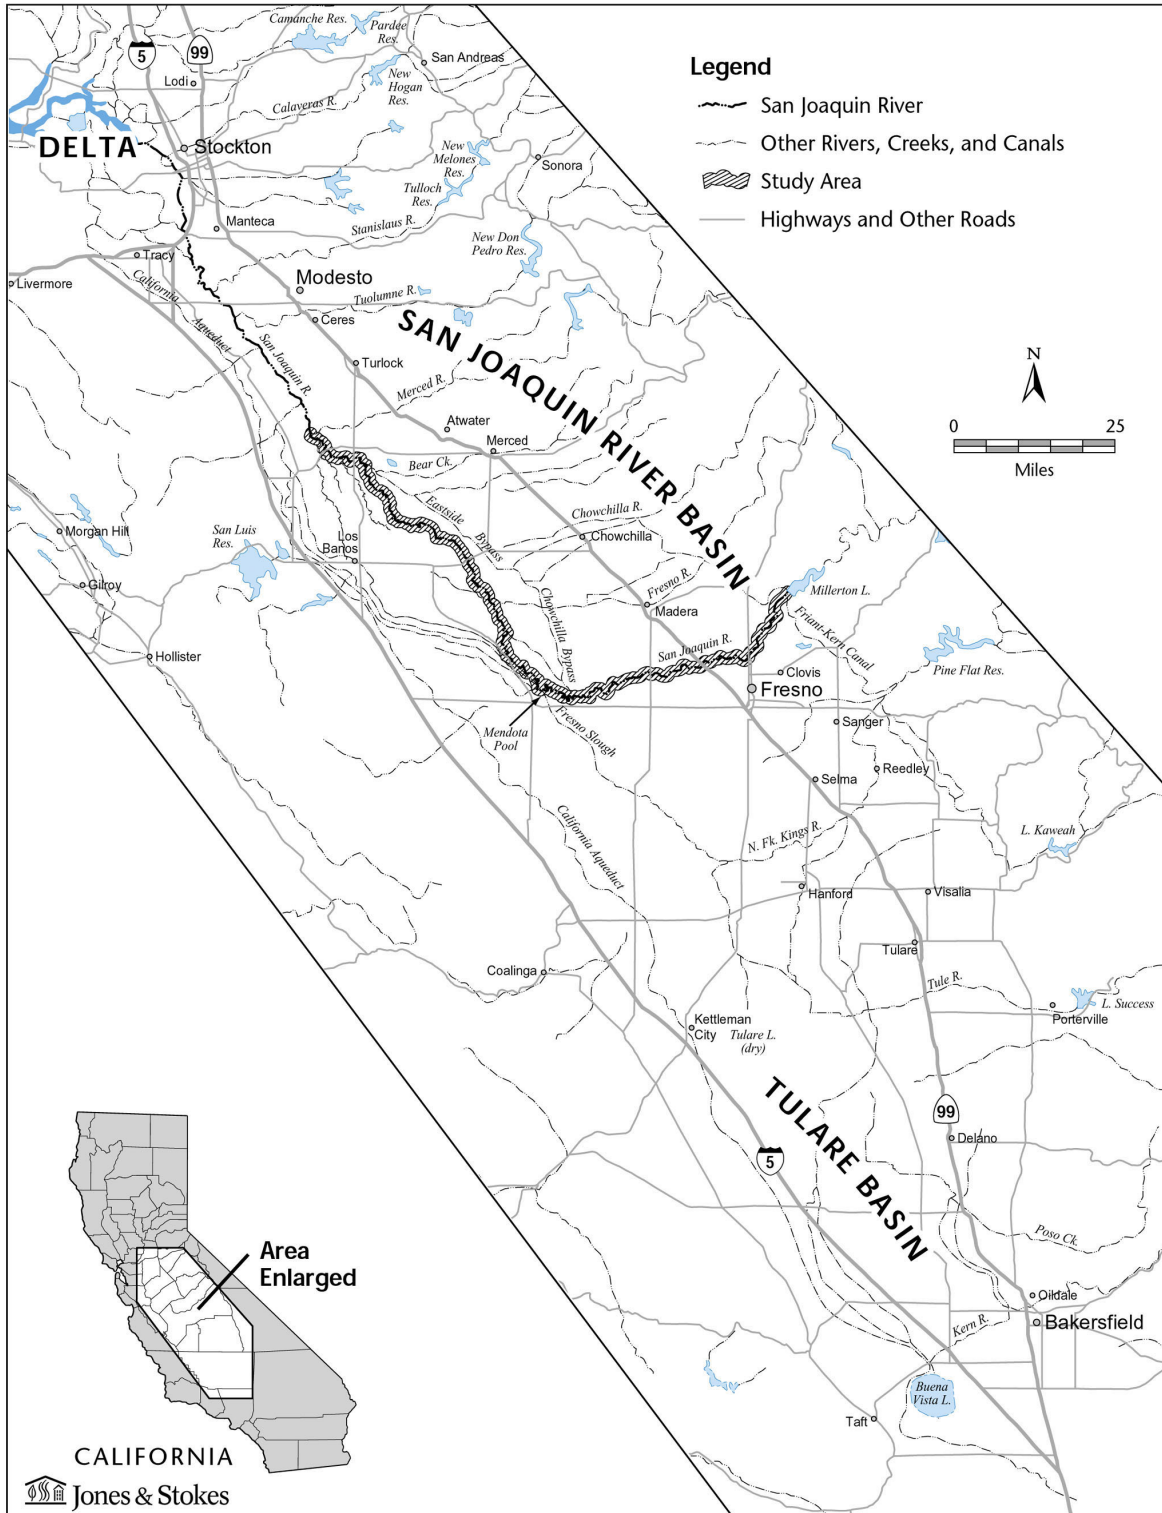 Camanche Res.
Pardee
Res.
5
99
San Andreas
Lodi
New
Hogan
Res.
Calaveras R.
DELTA
Stockton
New
Melones
Res.
Sonora
Tulloch
Res.
Manteca
Stanislaus R.
New Don
Pedro Res.
Tracy
Livermore
California
Aqueduct
Modesto
Tuolumne R.
Ceres
San Joaquin R.
Turlock
Merced R.
SAN JOAQUIN RIVER BASIN
Atwater
Merced
Bear Ck.
Eastside
Bypass
Chowchilla R.
Chowchilla
Morgan Hill
San Luis
Res.
Los
Banos
Gilroy
Fresno R.
Madera
Millerton L.
Chowchilla Bypass
Hollister
San Joaquin R.
Friant-Kern Canal
Clovis
Pine Flat Res.
Fresno
Mendota
Pool
Fresno Slough
Sanger
Selma
Reedley
California Aqueduct
N. Fk. Kings R.
L. Kaweah
Hanford
Visalia
Tulare
Coalinga
Tule R.
L. Success
Porterville
Kettleman
City
Tulare L.
(dry)
TULARE BASIN
99
Delano
5
Poso Ck.
Oildale
Bakersfield
Kern R.
Buena
Vista L.
Taft
Legend
San Joaquin River
Other Rivers, Creeks, and Canals
Study Area
Highways and Other Roads
N
0 25
Miles
Area
Enlarged
CALIFORNIA
Jones & Stokes